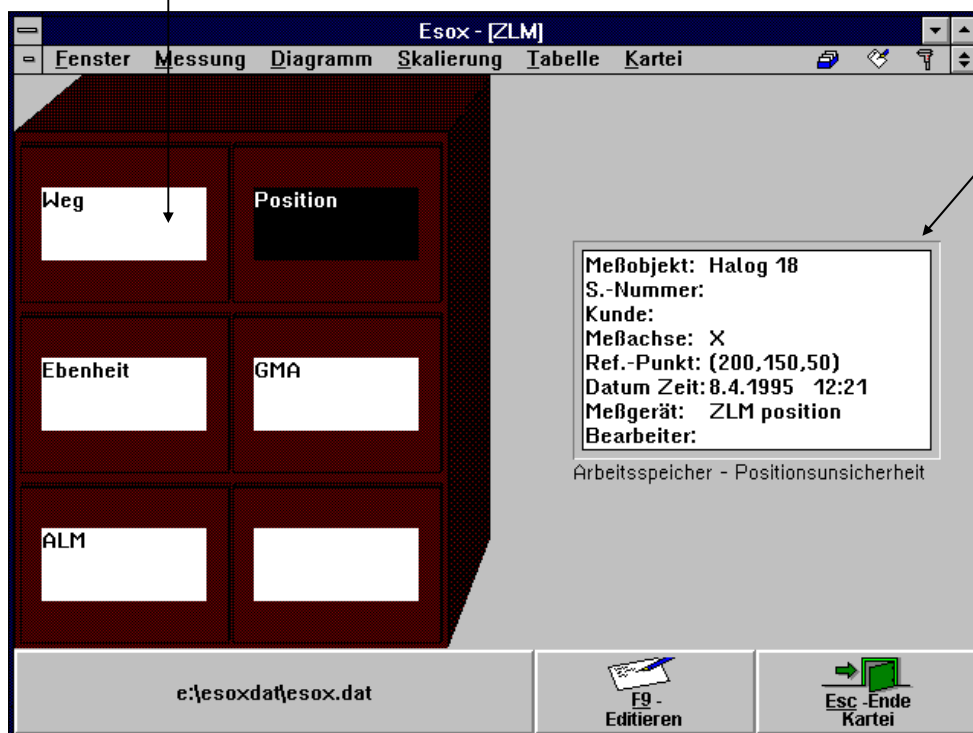 Esox - [ZLM]
Fenster Messung Diagramm Skalierung Tabelle Kartei
Weg
Position
Ebenheit
GMA
ALM
Meßobjekt: Halog 18
S.-Nummer:
Kunde:
Meßachse: X
Ref.-Punkt: (200,150,50)
Datum Zeit: 8.4.1995 12:21
Meßgerät: ZLM position
Bearbeiter:
Arbeitsspeicher - Positionsunsicherheit
e:\esoxdat\esox.dat
F9 -
Editieren
Esc -Ende
Kartei